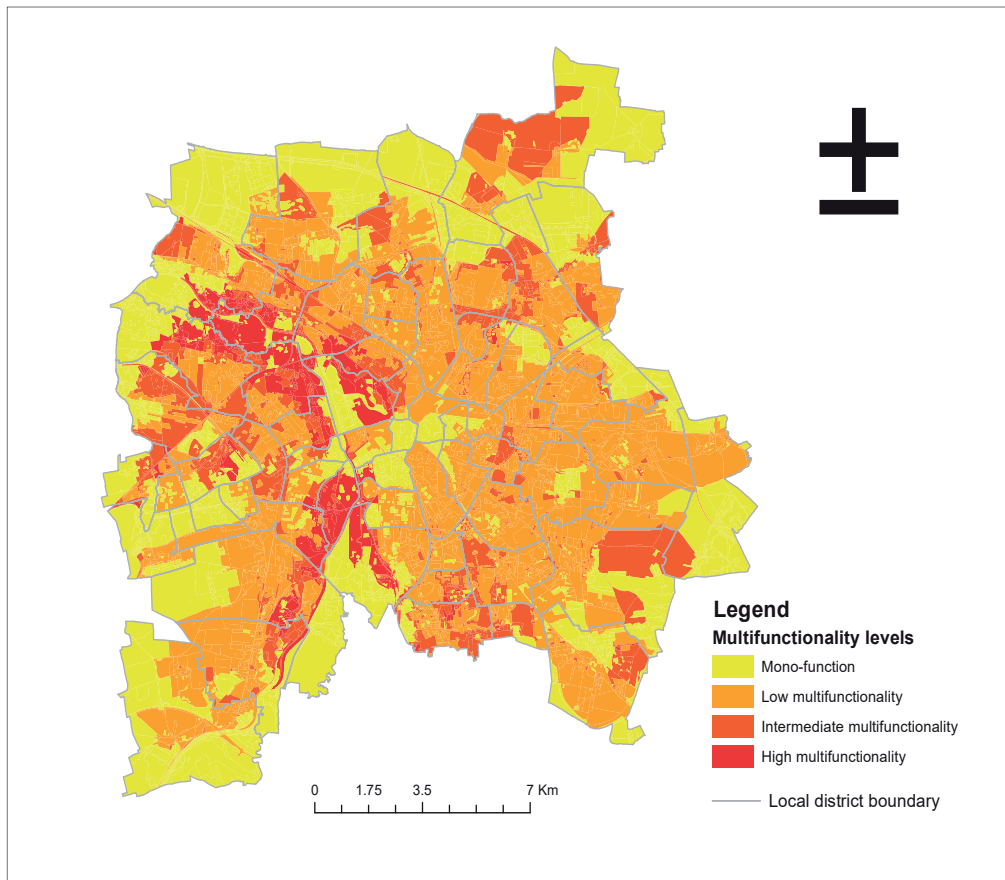 ±
Legend
Multifunctionality levels
Mono-function
Low multifunctionality
Intermediate multifunctionality
High multifunctionality
Local district boundary
0 1.75 3.5 7 Km